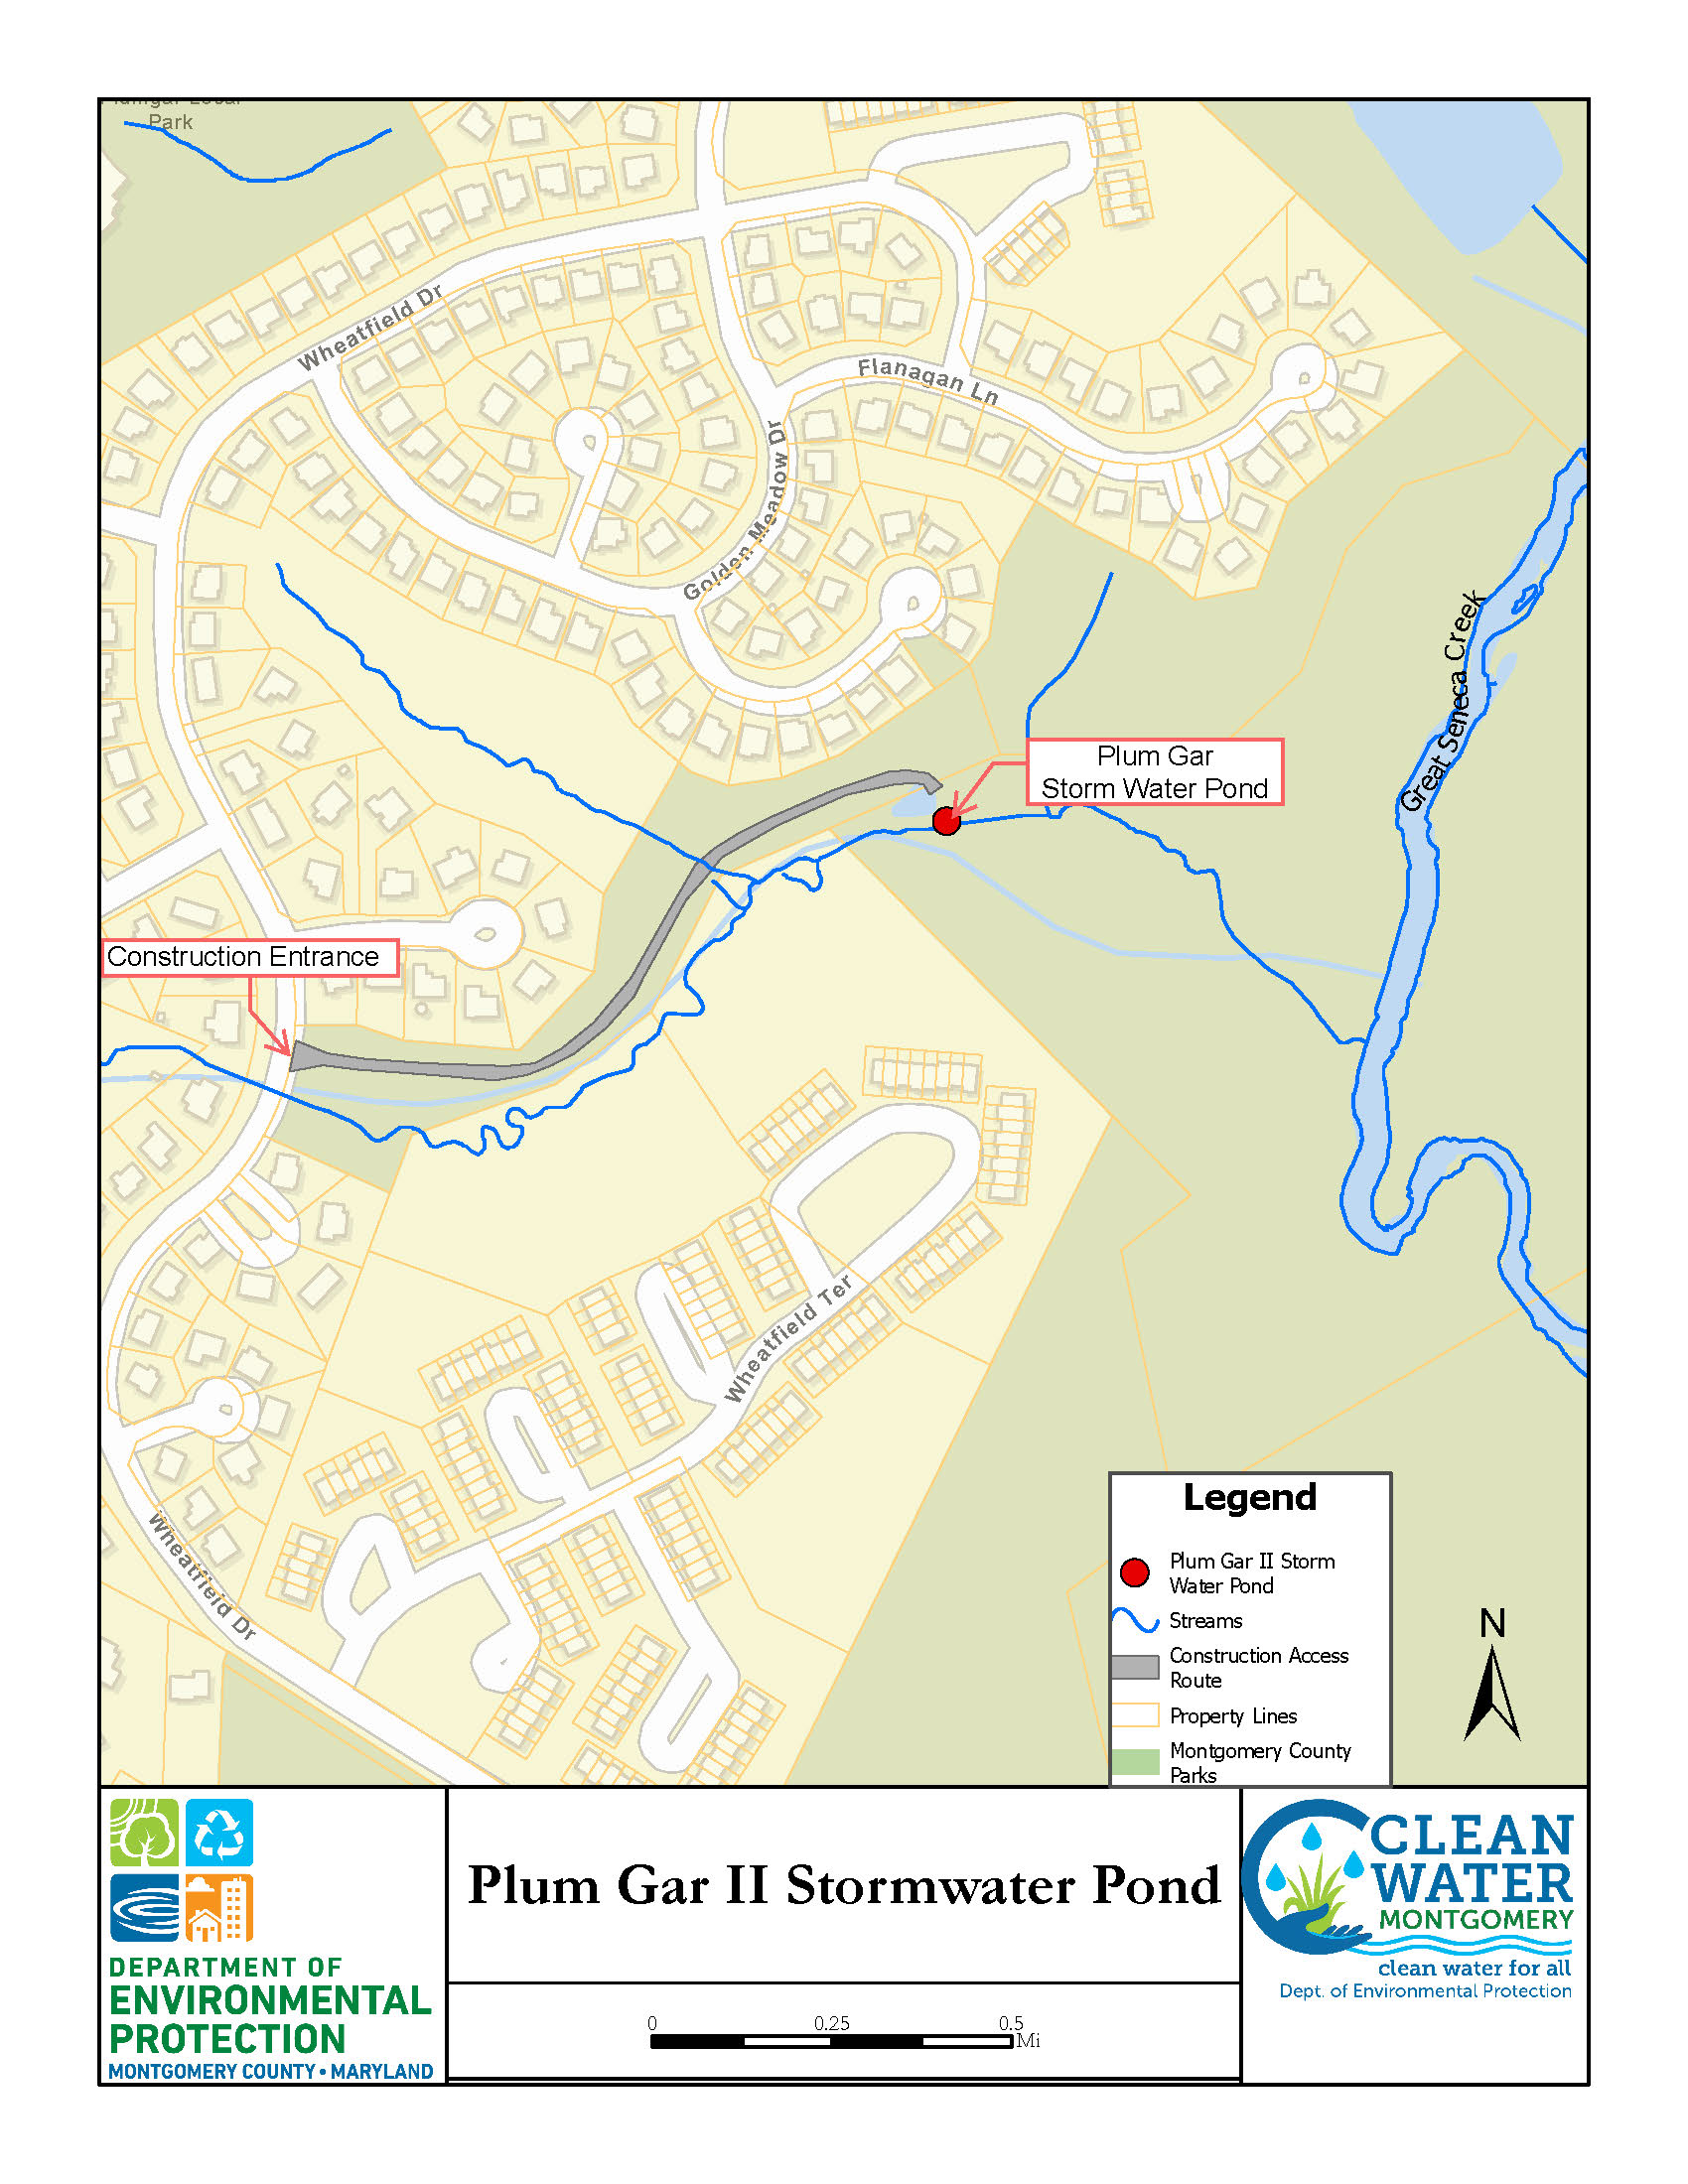 Park
Wheatfield Dr
Flanagan Ln
Golden Meadow Dr
Great Seneca Creek
Plum Gar
Storm Water Pond
Construction Entrance
Wheatfield Ter
Wheatfield Dr
Legend
Plum Gar II Storm
Water Pond
Streams
Construction Access
Route
Property Lines
Montgomery County
Parks
N
DEPARTMENT OF
ENVIRONMENTAL
PROTECTION
MONTGOMERY COUNTY • MARYLAND
Plum Gar II Stormwater Pond
0 0.25 0.5
Mi
CLEAN
WATER
MONTGOMERY
clean water for all
Dept. of Environmental Protection